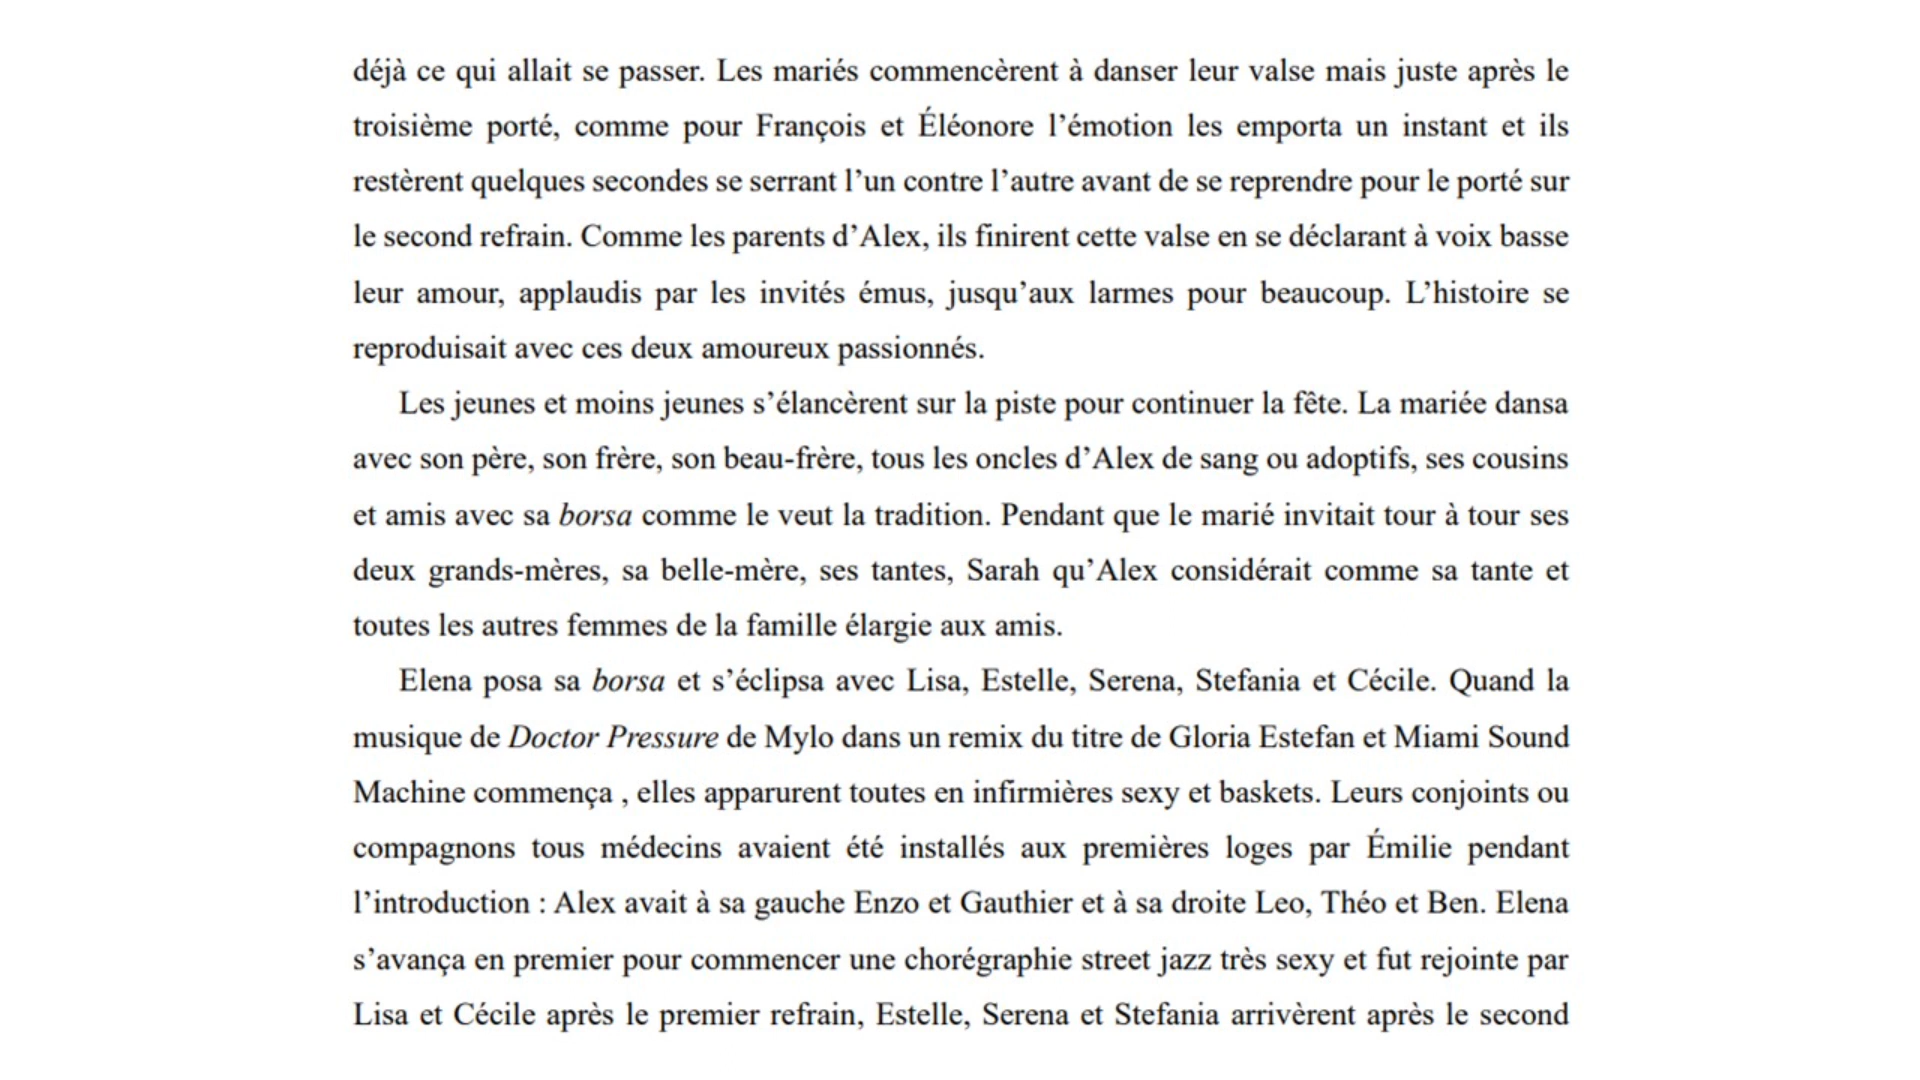 déjà ce qui allait se passer. Les mariés commencèrent à danser leur valse mais juste après le
troisième porté, comme pour François et Éléonore l’émotion les emporta un instant et ils
restèrent quelques secondes se serrant l’un contre l’autre avant de se reprendre pour le porté sur
le second refrain. Comme les parents d’Alex, ils finirent cette valse en se déclarant à voix basse
leur amour, applaudis par les invités émus, jusqu’aux larmes pour beaucoup. L’histoire se
reproduisait avec ces deux amoureux passionnés.
Les jeunes et moins jeunes s’élancèrent sur la piste pour continuer la fête. La mariée dansa
avec son père, son frère, son beau-frère, tous les oncles d’Alex de sang ou adoptifs, ses cousins
et amis avec sa borsa comme le veut la tradition. Pendant que le marié invitait tour à tour ses
deux grands-mères, sa belle-mère, ses tantes, Sarah qu’Alex considérait comme sa tante et
toutes les autres femmes de la famille élargie aux amis.
Elena posa sa borsa et s’éclipsa avec Lisa, Estelle, Serena, Stefania et Cécile. Quand la
musique de Doctor Pressure de Mylo dans un remix du titre de Gloria Estefan et Miami Sound
Machine commença , elles apparurent toutes en infirmières sexy et baskets. Leurs conjoints ou
compagnons tous médecins avaient été installés aux premières loges par Émilie pendant
l’introduction : Alex avait à sa gauche Enzo et Gauthier et à sa droite Leo, Théo et Ben. Elena
s’avança en premier pour commencer une chorégraphie street jazz très sexy et fut rejointe par
Lisa et Cécile après le premier refrain, Estelle, Serena et Stefania arrivèrent après le second